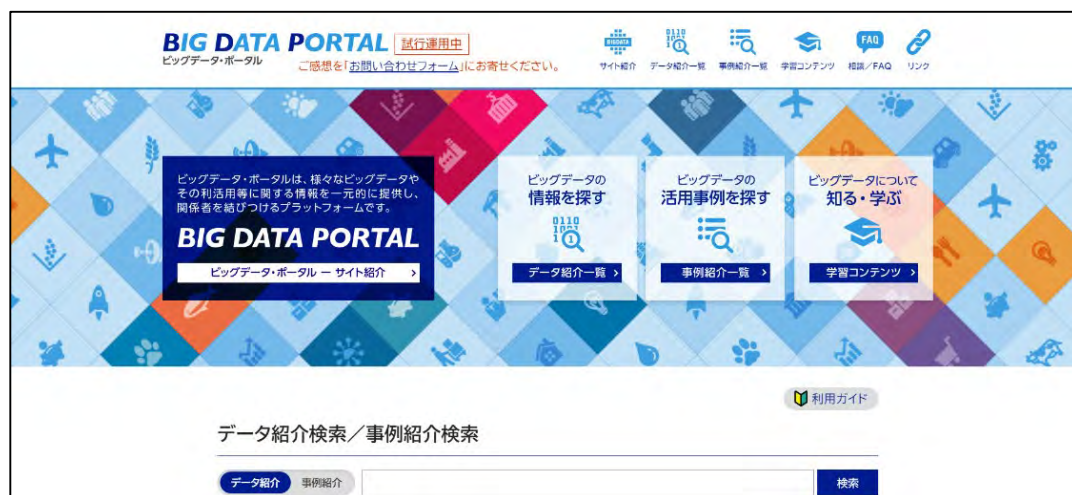 BIG DATA PORTAL 試行運用中
ビッグデータ・ポータル
ご感想を「お問い合わせフォーム」にお寄せください。
BIGDATA
サイト紹介
0110
1001
データ紹介一覧
事例紹介一覧
学習コンテンツ
FAQ
相談/FAQ
リンク
ビッグデータ・ポータルは、様々なビッグデータや
その利活用等に関する情報を一元的に提供し、
関係者を結びつけるプラットフォームです。
BIG DATA PORTAL
ビッグデータ・ポータル ー サイト紹介 ›
ビッグデータの
情報を探す
0110
1001
データ紹介一覧 ›
ビッグデータの
活用事例を探す
事例紹介一覧 ›
ビッグデータについて
知る・学ぶ
学習コンテンツ ›
利用ガイド
データ紹介検索/事例紹介検索
データ紹介 事例紹介 検索